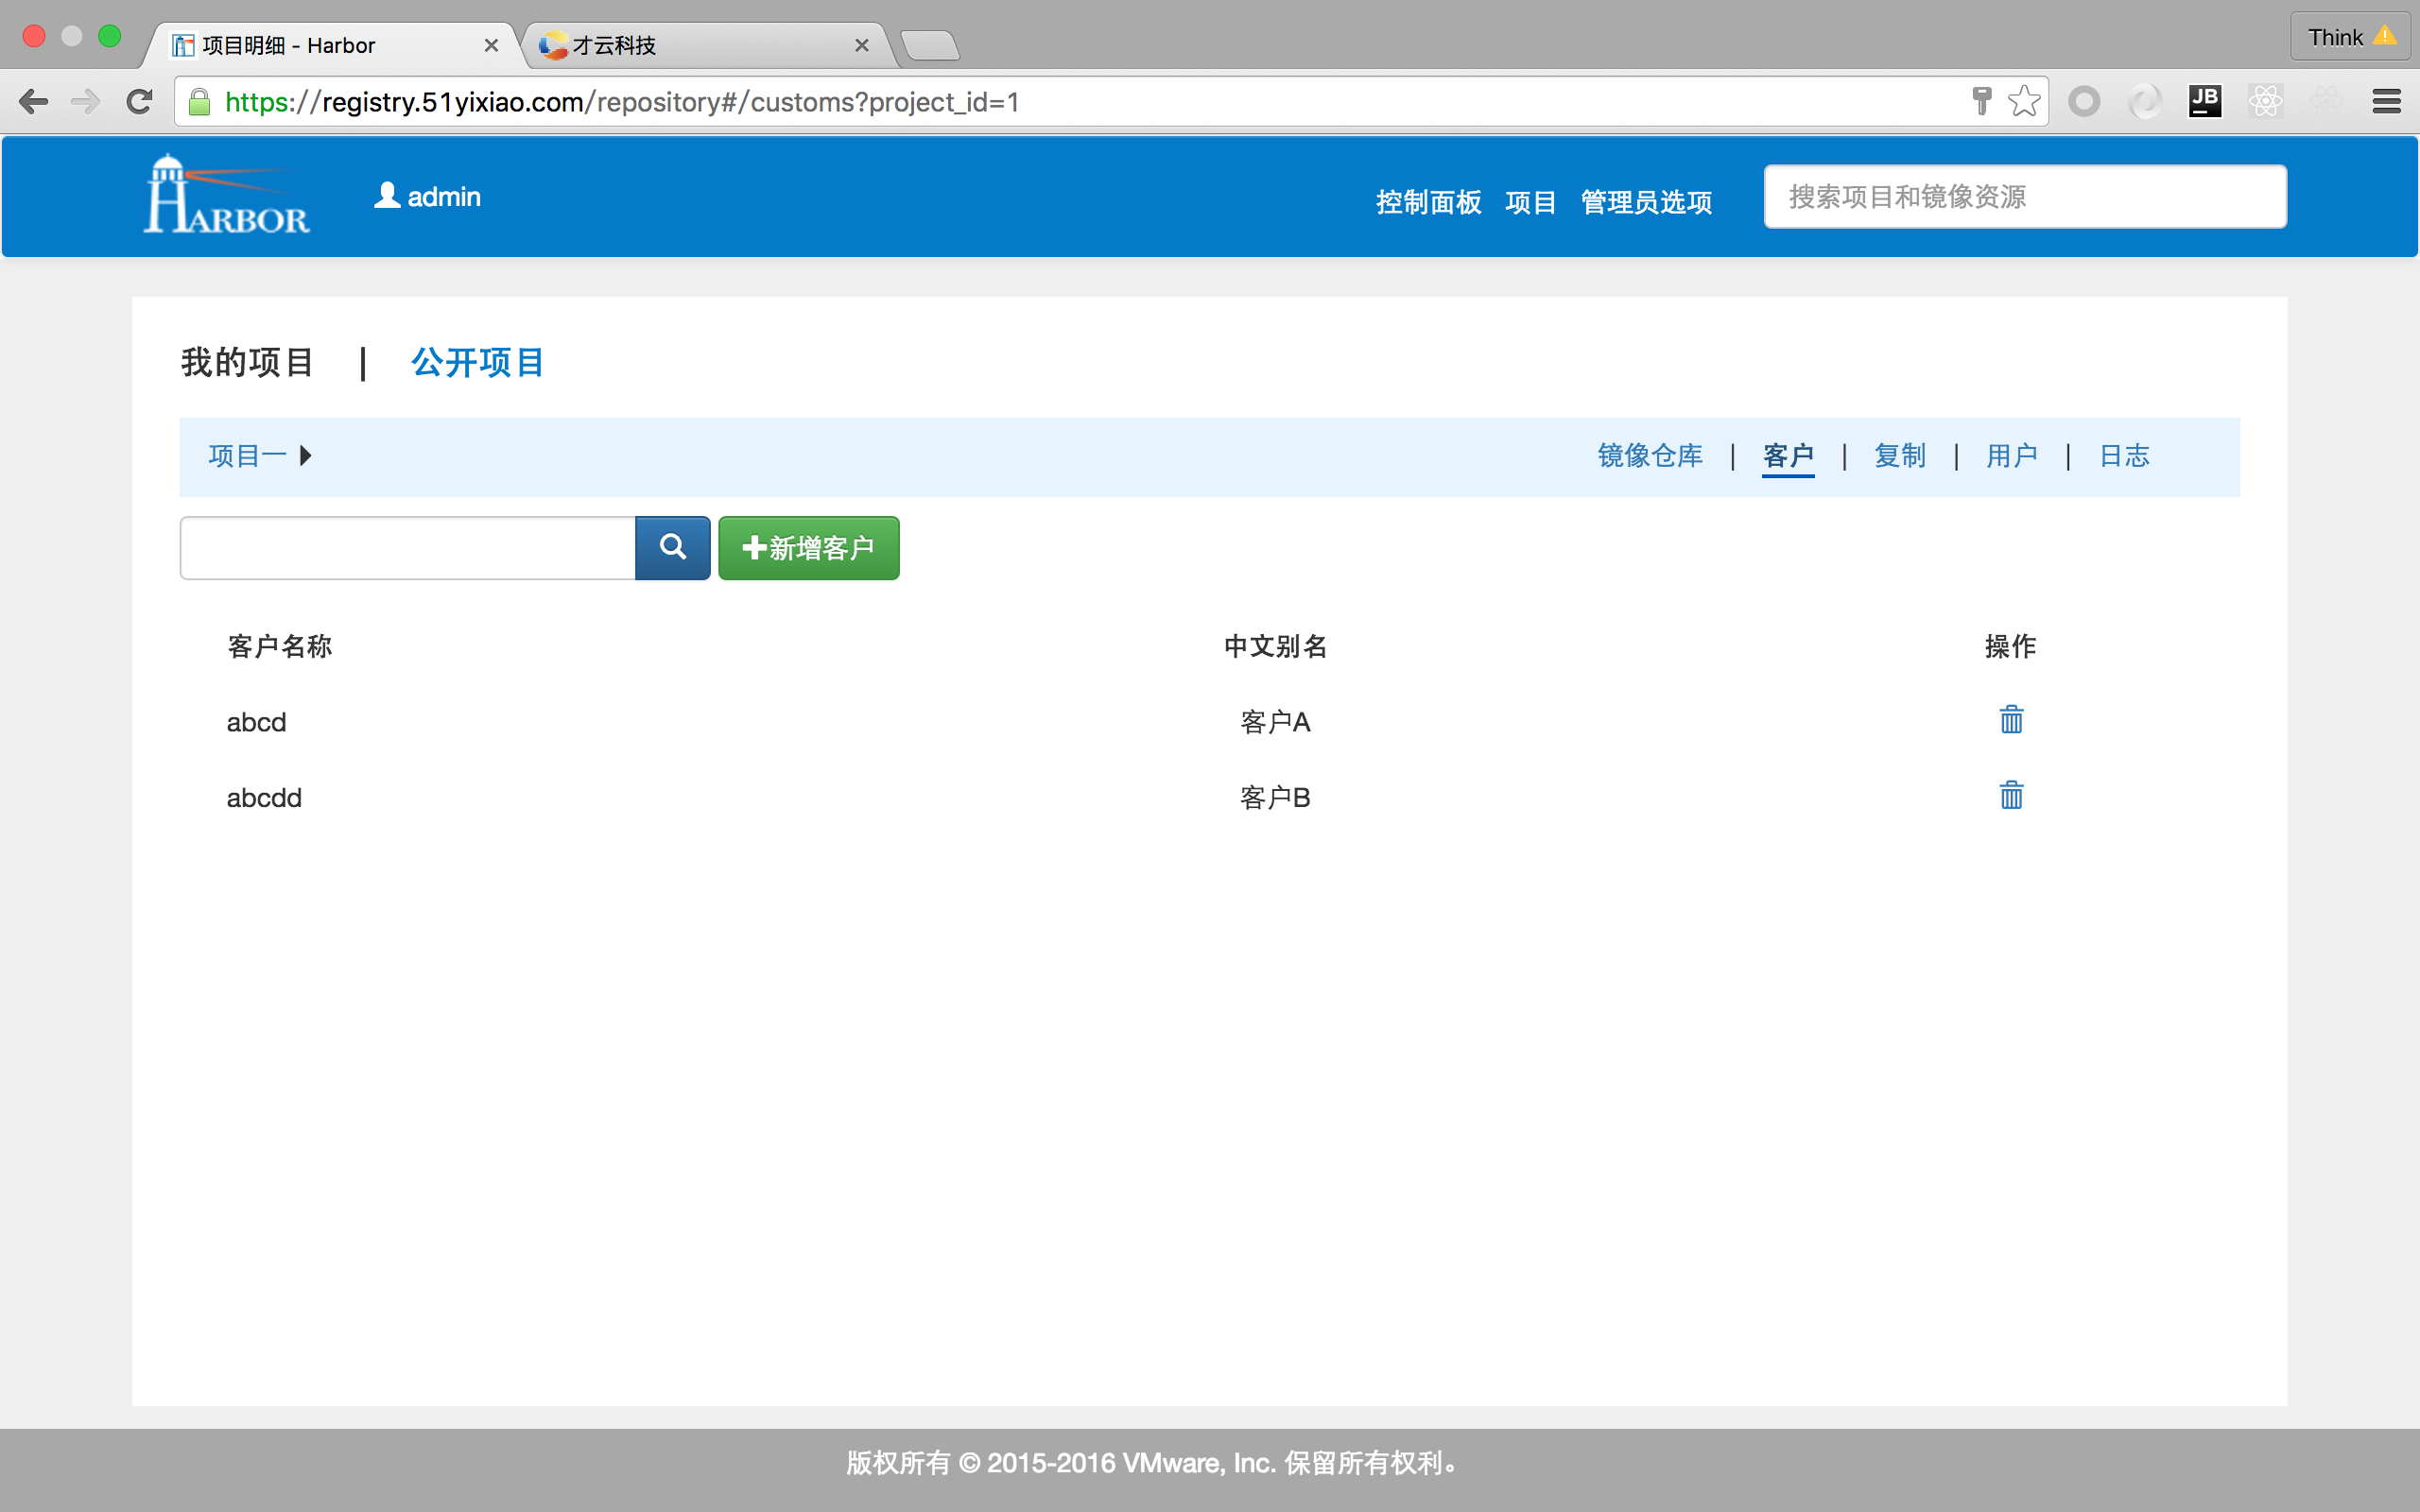 项目明细 - Harbor
才云科技
Think
https://registry.51yixiao.com/repository#/customs?project_id=1
JB
HARBOR
admin
控制面板 项目 管理员选项
搜索项目和镜像资源
我的项目 | 公开项目
项目一
镜像仓库 | 客户 | 复制 | 用户 | 日志
新增客户
客户名称 中文别名 操作
abcd 客户A
abcdd 客户B
版权所有 © 2015-2016 VMware, Inc. 保留所有权利。